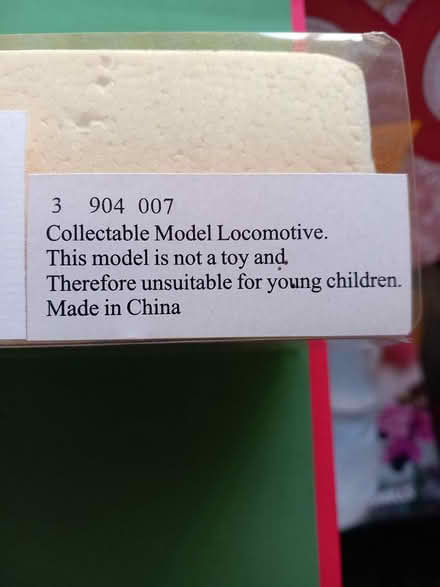 3 904 007
Collectable Model Locomotive.
This model is not a toy and
Therefore unsuitable for young children.
Made in China